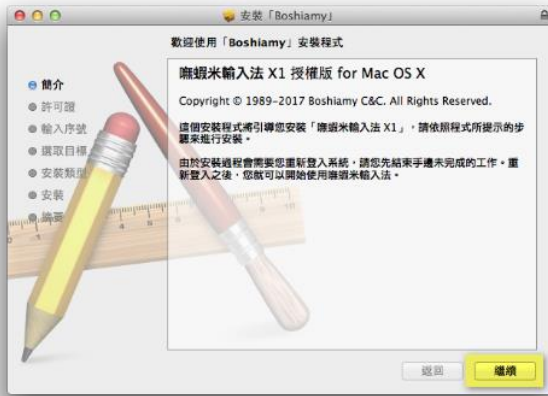 安裝「Boshiamy」
歡迎使用「Boshiamy」安裝程式
簡介
許可證
輸入序號
選取目標
安裝類型
安裝
摘要
嘸蝦米輸入法 X1 授權版 for Mac OS X
Copyright © 1989-2017 Boshiamy C&C. All Rights Reserved.
這個安裝程式將引導您安裝「嘸蝦米輸入法 X1」，請依照程式所提示的步
驟來進行安裝。
由於安裝過程會需要您重新登入系統，請您先結束手邊未完成的工作。重
新登入之後，您就可以開始使用嘸蝦米輸入法。
返回
繼續